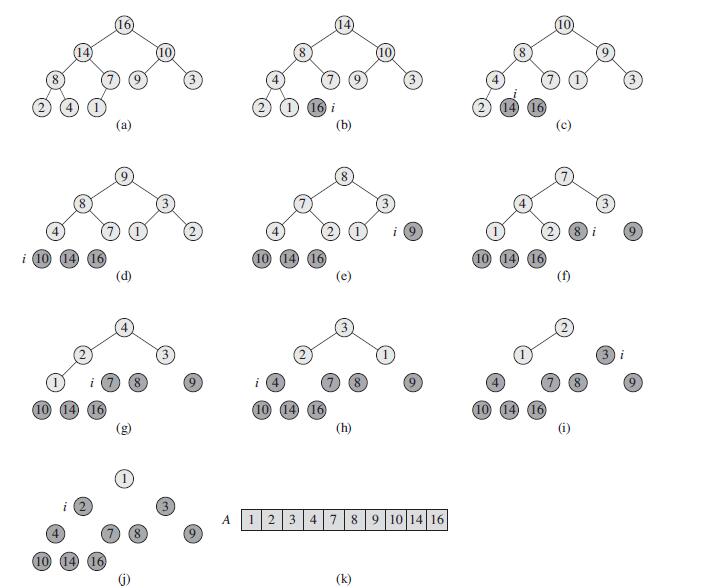 16 14 10
14 10 8 10 8 9
8 7 9 3 4 7 9 3 4 7 1 3
2 4 1 2 1 16 i 2 i 14 16
(a) (b) (c)
9 8 7
8 3 7 3 4 3
4 7 1 2 4 2 1 i 9 1 2 8 i 9
i 10 14 16 10 14 16 10 14 16
(d) (e) (f)
4 3 2
2 3 2 1 1 3 i
1 i 7 8 9 i 4 7 8 9 4 7 8 9
10 14 16 10 14 16 10 14 16
(g) (h) (i)
1
i 2 3
A 1 2 3 4 7 8 9 10 14 16
4 7 8 9
10 14 16
(j) (k)